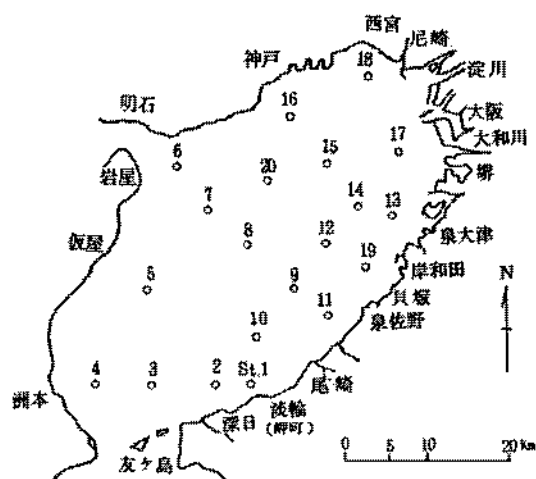 西宮
尼崎
神戸
18
淀川
明石
16
大阪
大和川
17
15
6
堺
岩屋
20
7
14
13
泉大津
仮屋
8
12
19
岸和田
N
5
9
貝塚
11
泉佐野
10
4
3
2
St.1
尾崎
洲本
淡輪
深日
(岬町)
友ヶ島
0
10
20 Km